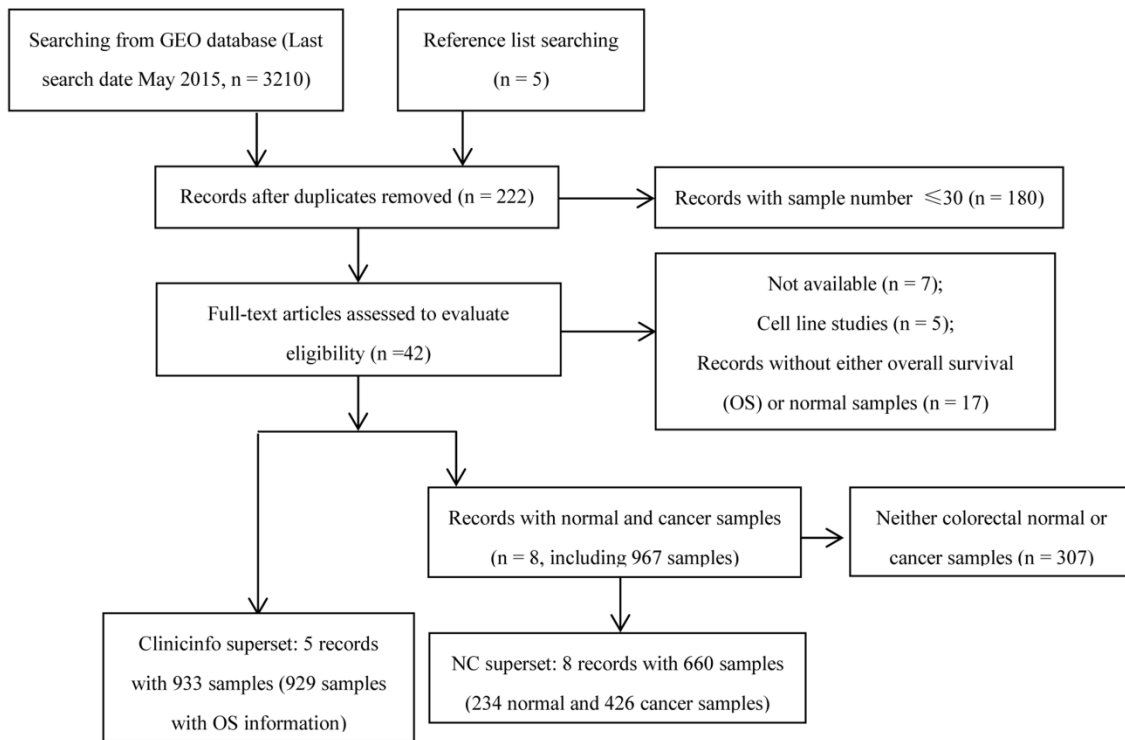 Searching from GEO database (Last
search date May 2015, n = 3210)
Reference list searching
(n = 5)
Records after duplicates removed (n = 222)
Records with sample number ≤30 (n = 180)
Full-text articles assessed to evaluate
eligibility (n =42)
Not available (n = 7);
Cell line studies (n = 5);
Records without either overall survival
(OS) or normal samples (n = 17)
Records with normal and cancer samples
(n = 8, including 967 samples)
Neither colorectal normal or
cancer samples (n = 307)
Clinicinfo superset: 5 records
with 933 samples (929 samples
with OS information)
NC superset: 8 records with 660 samples
(234 normal and 426 cancer samples)